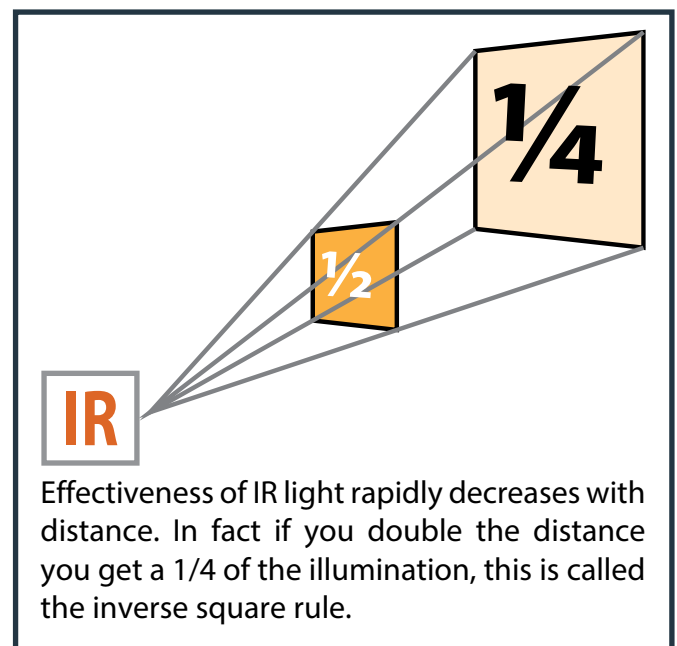 ¼
½
IR
Effectiveness of IR light rapidly decreases with
distance. In fact if you double the distance
you get a 1/4 of the illumination, this is called
the inverse square rule.